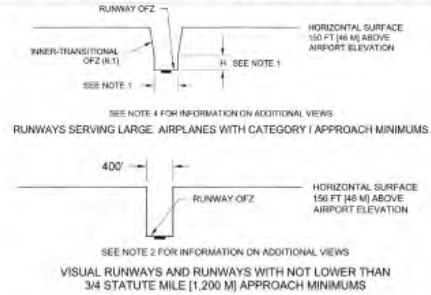 RUNWAY OFZ
HORIZONTAL SURFACE
150 FT [46 M] ABOVE
AIRPORT ELEVATION
INNER-TRANSITIONAL
OFZ (6:1)
H
SEE NOTE 1
SEE NOTE 1
SEE NOTE 4 FOR INFORMATION ON ADDITIONAL VIEWS
RUNWAYS SERVING LARGE AIRPLANES WITH CATEGORY I APPROACH MINIMUMS
400'
RUNWAY OFZ
HORIZONTAL SURFACE
150 FT [46 M] ABOVE
AIRPORT ELEVATION
SEE NOTE 2 FOR INFORMATION ON ADDITIONAL VIEWS
VISUAL RUNWAYS AND RUNWAYS WITH NOT LOWER THAN
3/4 STATUTE MILE [1,200 M] APPROACH MINIMUMS